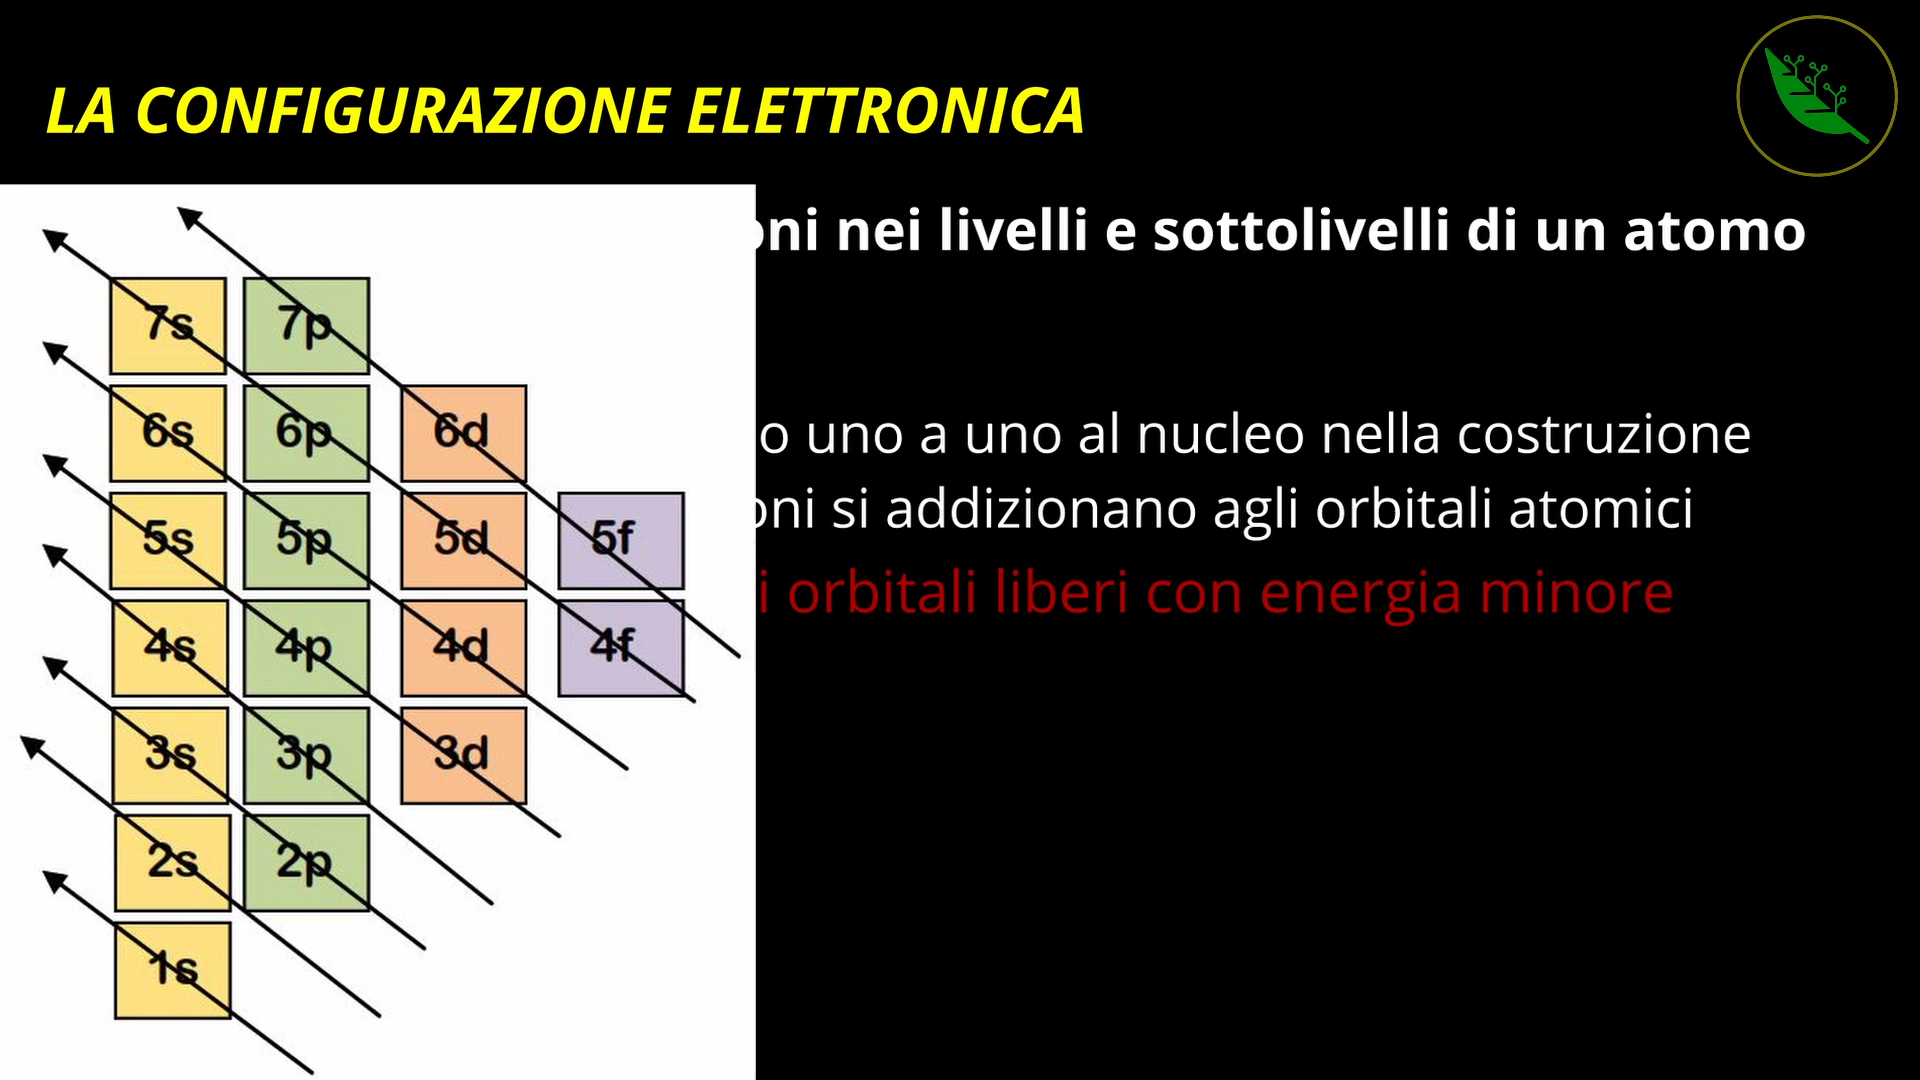 LA CONFIGURAZIONE ELETTRONICA
nei livelli e sottolivelli di un atomo
uno a uno al nucleo nella costruzione
si addizionano agli orbitali atomici
orbitali liberi con energia minore
7s 7p
6s 6p 6d
5s 5p 5d 5f
4s 4p 4d 4f
3s 3p 3d
2s 2p
1s